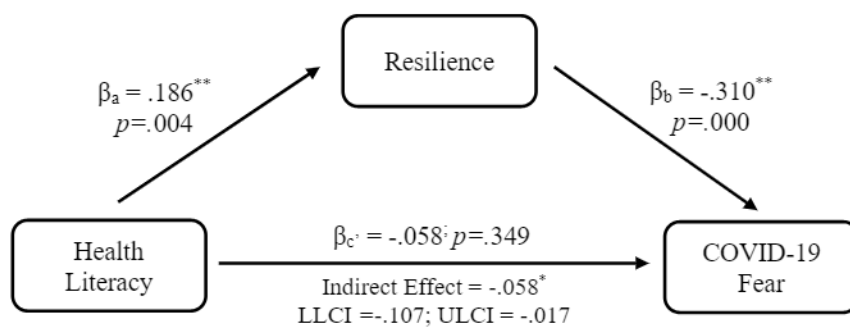 Resilience
βa = .186**
p=.004
βb = -.310**
p=.000
Health
Literacy
βc' = -.058; p=.349
COVID-19
Fear
Indirect Effect = -.058*
LLCI =-.107; ULCI = -.017